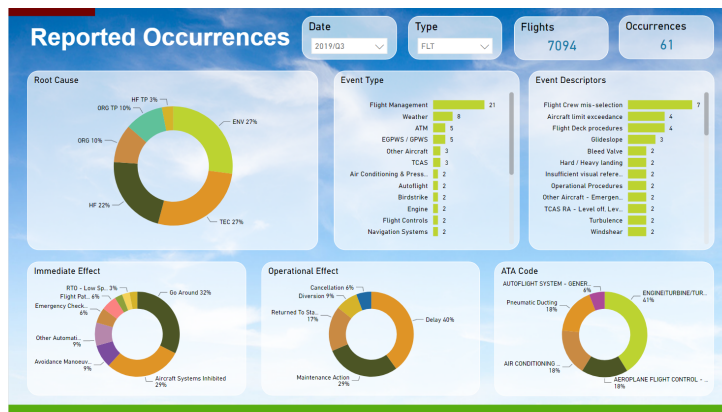 Reported Occurrences
Date
2019/Q3
Type
FLT
Flights
7094
Occurrences
61
Root Cause
HF TP 3%
ORG TP 10%
ENV 27%
ORG 10%
HF 22%
TEC 27%
Event Type
Flight Management 21
Weather 8
ATM 5
EGPWS / GPWS 5
Other Aircraft 3
TCAS 3
Air Conditioning & Press... 2
Autoflight 2
Birdstrike 2
Engine 2
Flight Controls 2
Navigation Systems 2
Event Descriptors
Flight Crew mis-selection 7
Aircraft limit exceedance 4
Flight Deck procedures 4
Glideslope 3
Bleed Valve 2
Hard / Heavy landing 2
Insufficient visual refere... 2
Operational Procedures 2
Other Aircraft - Emergen... 2
TCAS RA - Level off, Lev... 2
Turbulence 2
Windshear 2
Immediate Effect
RTO - Low Sp... 3%
Flight Pat... 6%
Emergency Check...
6%
Other Automati...
9%
Avoidance Manoeuv...
9%
Go Around 32%
Aircraft Systems Inhibited
29%
Operational Effect
Cancellation 6%
Diversion 9%
Returned To Sta...
17%
Delay 40%
Maintenance Action
29%
ATA Code
AUTOFLIGHT SYSTEM - GENER...
6%
Pneumatic Ducting
18%
ENGINE/TURBINE/TUR...
41%
AIR CONDITIONING ...
18%
AEROPLANE FLIGHT CONTROL - ...
18%